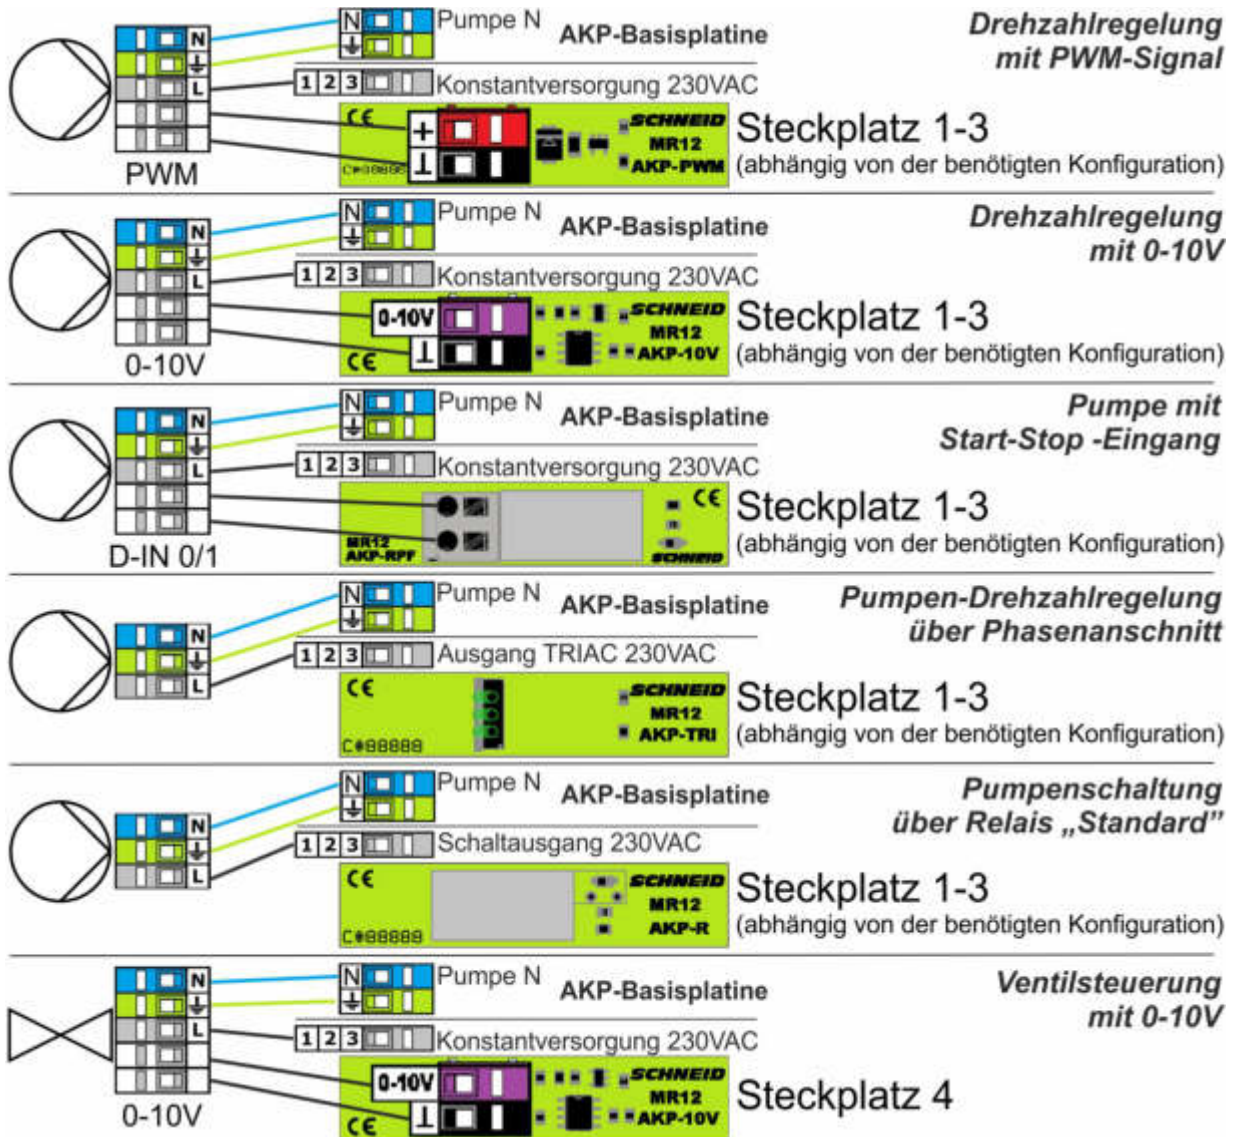 N Pumpe N
AKP-Basisplatine
Drehzahlregelung
mit PWM-Signal
N
L
1 2 3 Konstantversorgung 230VAC
PWM
+
⊥
SCHNEID
MR12
AKP-PWM
Steckplatz 1-3
(abhängig von der benötigten Konfiguration)
N Pumpe N
AKP-Basisplatine
Drehzahlregelung
mit 0-10V
N
L
1 2 3 Konstantversorgung 230VAC
0-10V
0-10V
⊥
CE
SCHNEID
MR12
AKP-10V
Steckplatz 1-3
(abhängig von der benötigten Konfiguration)
N Pumpe N
AKP-Basisplatine
Pumpe mit
Start-Stop -Eingang
N
L
1 2 3 Konstantversorgung 230VAC
D-IN 0/1
MR12
AKP-RPF
CE
SCHNEID
Steckplatz 1-3
(abhängig von der benötigten Konfiguration)
N Pumpe N
AKP-Basisplatine
Pumpen-Drehzahlregelung
über Phasenanschnitt
N
L
1 2 3 Ausgang TRIAC 230VAC
CE
C#88888
SCHNEID
MR12
AKP-TRI
Steckplatz 1-3
(abhängig von der benötigten Konfiguration)
N Pumpe N
AKP-Basisplatine
Pumpenschaltung
über Relais „Standard”
N
L
1 2 3 Schaltausgang 230VAC
CE
C#88888
SCHNEID
MR12
AKP-R
Steckplatz 1-3
(abhängig von der benötigten Konfiguration)
N Pumpe N
AKP-Basisplatine
Ventilsteuerung
mit 0-10V
N
L
1 2 3 Konstantversorgung 230VAC
0-10V
0-10V
⊥
CE
SCHNEID
MR12
AKP-10V
Steckplatz 4